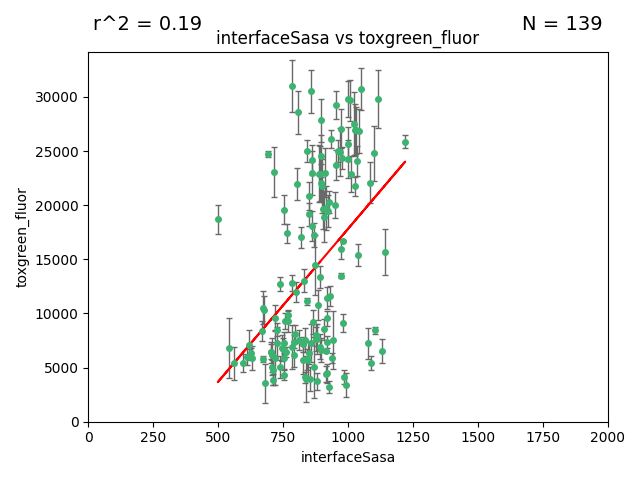 r^2 = 0.19
N = 139
interfaceSasa vs toxgreen_fluor
30000
25000
20000
15000
10000
5000
0
toxgreen_fluor
0 250 500 750 1000 1250 1500 1750 2000
interfaceSasa